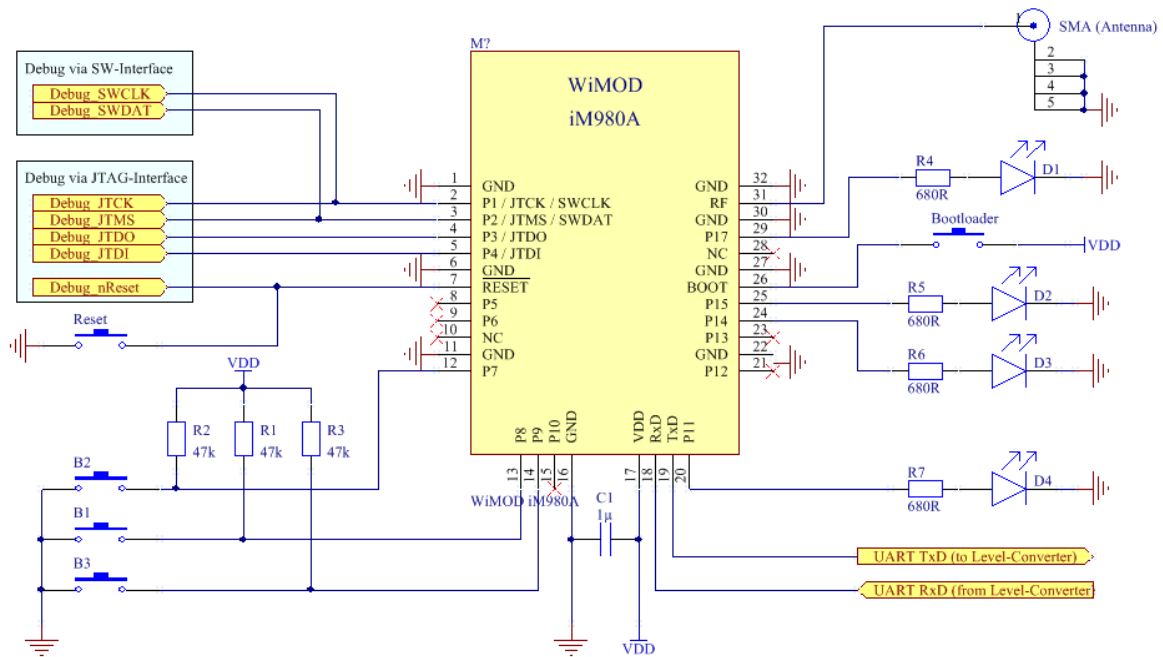 M?
1
SMA (Antenna)
2
3
4
5
Debug via SW-Interface
Debug_SWCLK
Debug_SWDAT
WiMOD
iM980A
Debug via JTAG-Interface
Debug_JTCK
Debug_JTMS
Debug_JTDO
Debug_JTDI
Debug_nReset
1 GND
2 P1 / JTCK / SWCLK
3 P2 / JTMS / SWDAT
4 P3 / JTDO
5 P4 / JTDI
6 GND
7 RESET
8 P5
9 P6
10 NC
11 GND
12 P7
GND 32
RF 31
GND 30
P17 29
NC 28
GND 27
BOOT 26
P15 25
P14 24
P13 23
GND 22
P12 21
R4
680R
D1
Bootloader
VDD
R5
680R
D2
R6
680R
D3
Reset
VDD
R2
47k
R1
47k
R3
47k
P8 13
P9 14
P10 15
GND 16
VDD 17
RxD 18
TxD 19
P11 20
WiMOD iM980A
B2
B1
B3
C1
1µ
R7
680R
D4
UART TxD (to Level-Converter)
UART RxD (from Level-Converter)
VDD